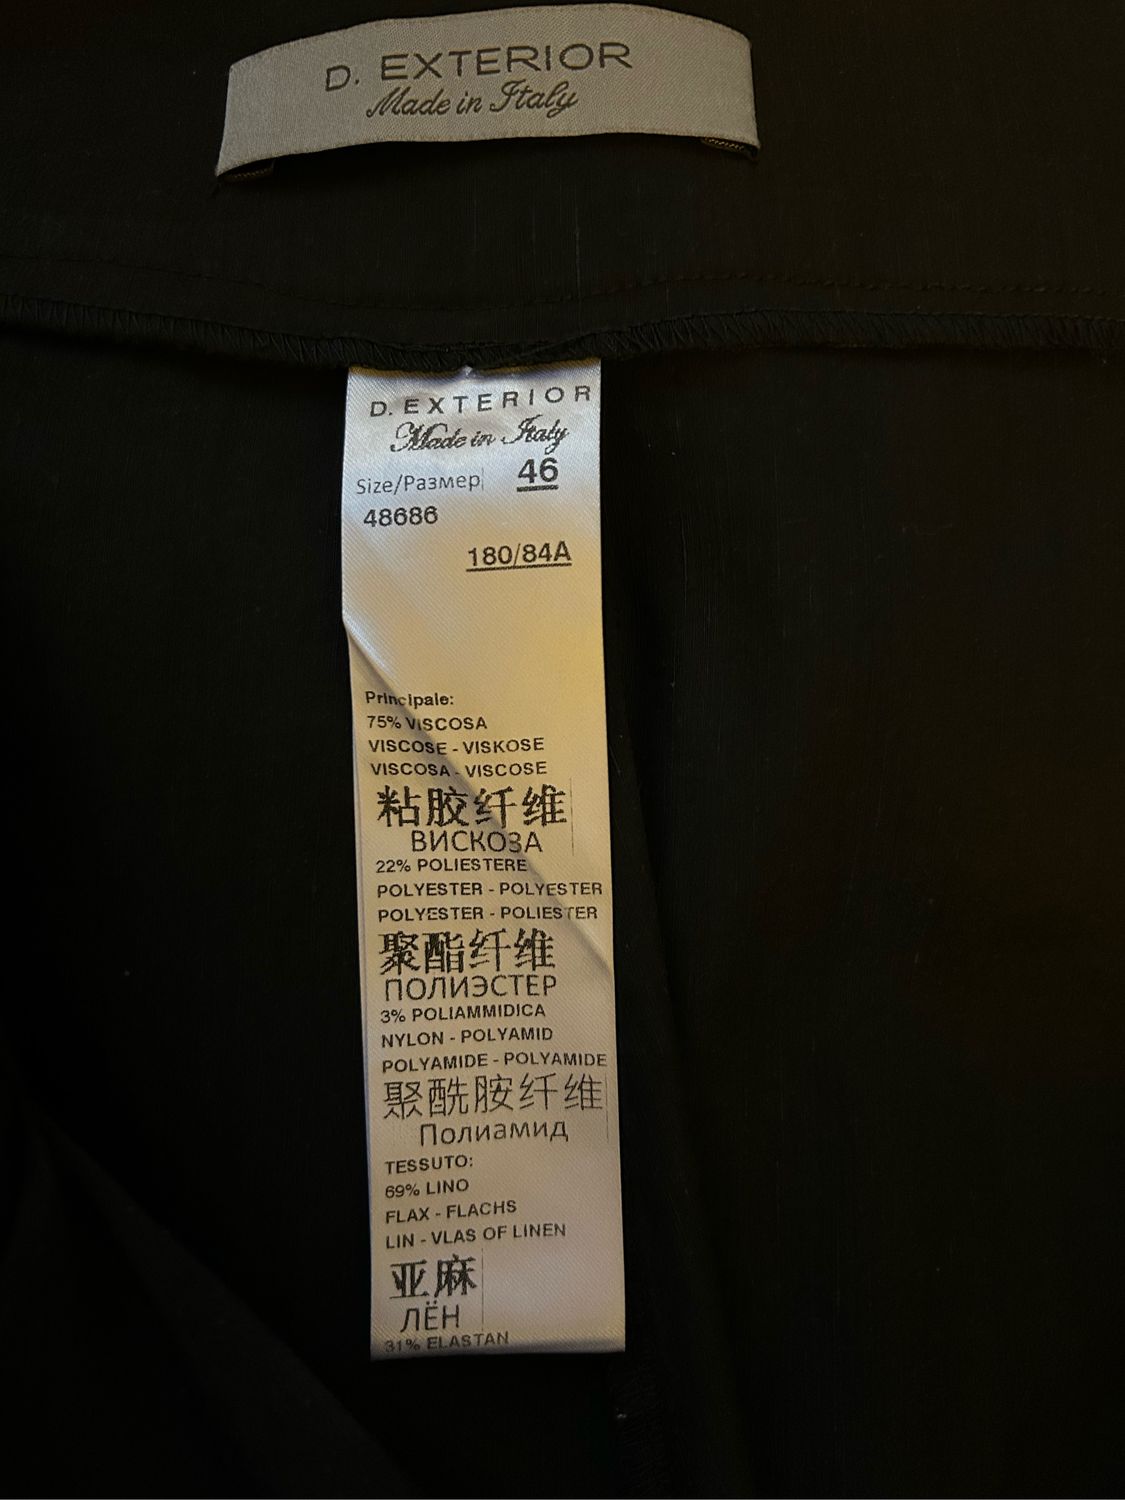 D. EXTERIOR
Made in Italy
D. EXTERIOR
Made in Italy
Size/Размер 46
48686
180/84A
Principale:
75% VISCOSA
VISCOSE - VISKOSE
VISCOSA - VISCOSE
粘胶纤维
ВИСКОЗА
22% POLIESTERE
POLYESTER - POLYESTER
POLYESTER - POLIESTER
聚酯纤维
ПОЛИЭСТЕР
3% POLIAMMIDICA
NYLON - POLYAMID
POLYAMIDE - POLYAMIDE
聚酰胺纤维
Полиамид
TESSUTO:
69% LINO
FLAX - FLACHS
LIN - VLAS OF LINEN
亚麻
ЛЁН
31% ELASTAN